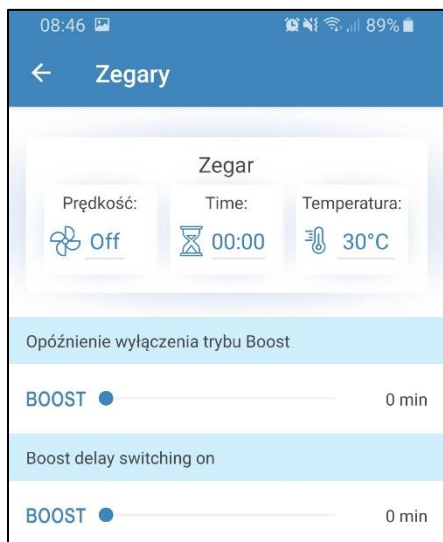 08:46 89%
Zegary
Zegar
Prędkość: Time: Temperatura:
Off 00:00 30°C
Opóźnienie wyłączenia trybu Boost
BOOST 0 min
Boost delay switching on
BOOST 0 min